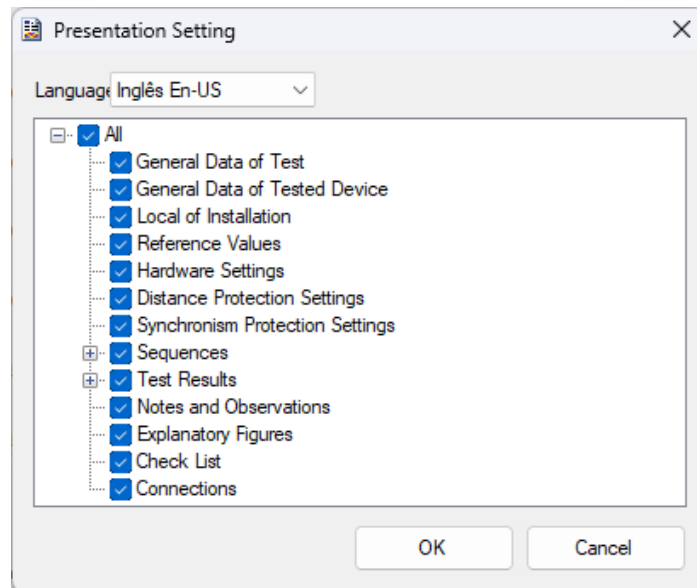 Presentation Setting
Language Inglês En-US
All
General Data of Test
General Data of Tested Device
Local of Installation
Reference Values
Hardware Settings
Distance Protection Settings
Synchronism Protection Settings
Sequences
Test Results
Notes and Observations
Explanatory Figures
Check List
Connections
OK Cancel